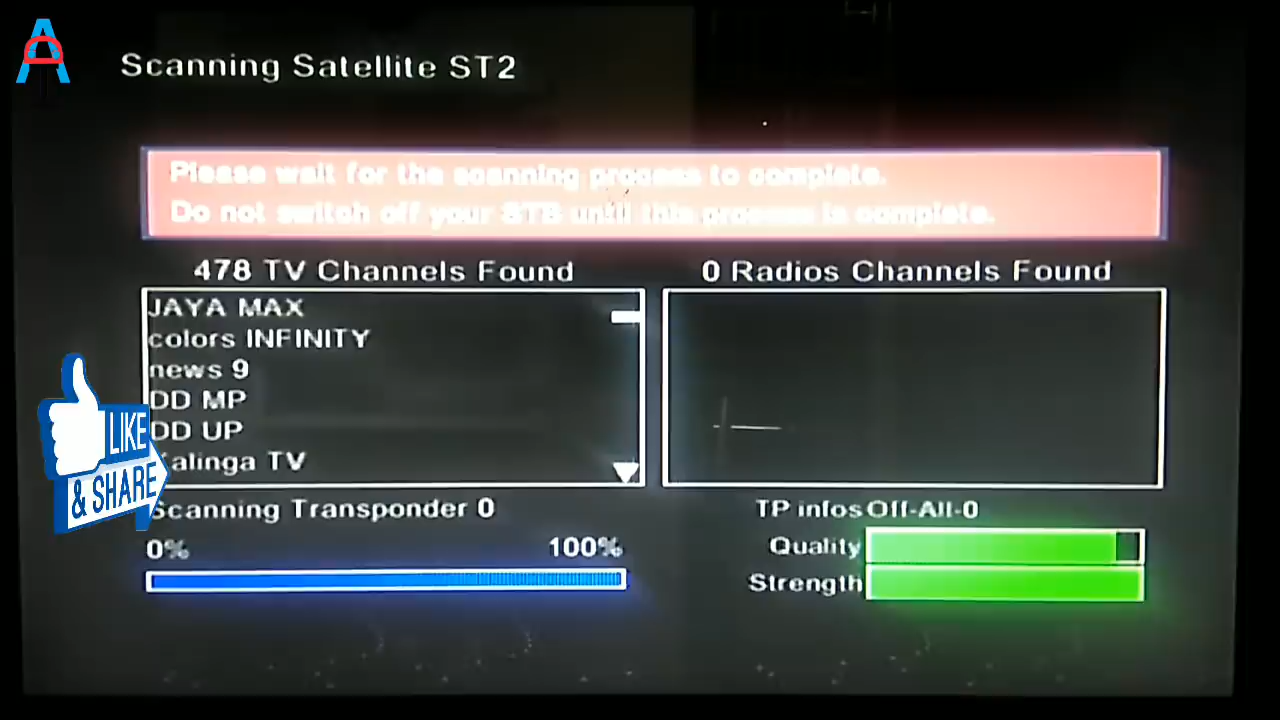 Scanning Satellite ST2
Please wait for the scanning process to complete.
Do not switch off your STB until this process is complete.
478 TV Channels Found
0 Radios Channels Found
JAYA MAX
colors INFINITY
news 9
DD MP
DD UP
alinga TV
LIKE
& SHARE
Scanning Transponder 0
TP infos Off-All-0
0%
100%
Quality
Strength